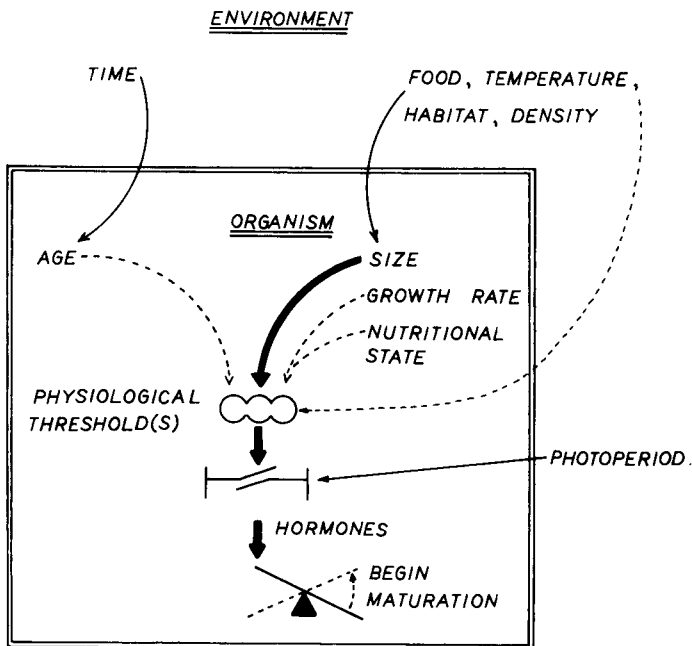 ENVIRONMENT
TIME
FOOD, TEMPERATURE,
HABITAT, DENSITY
ORGANISM
AGE
SIZE
GROWTH RATE
NUTRITIONAL
STATE
PHYSIOLOGICAL
THRESHOLD(S)
PHOTOPERIOD.
HORMONES
BEGIN
MATURATION